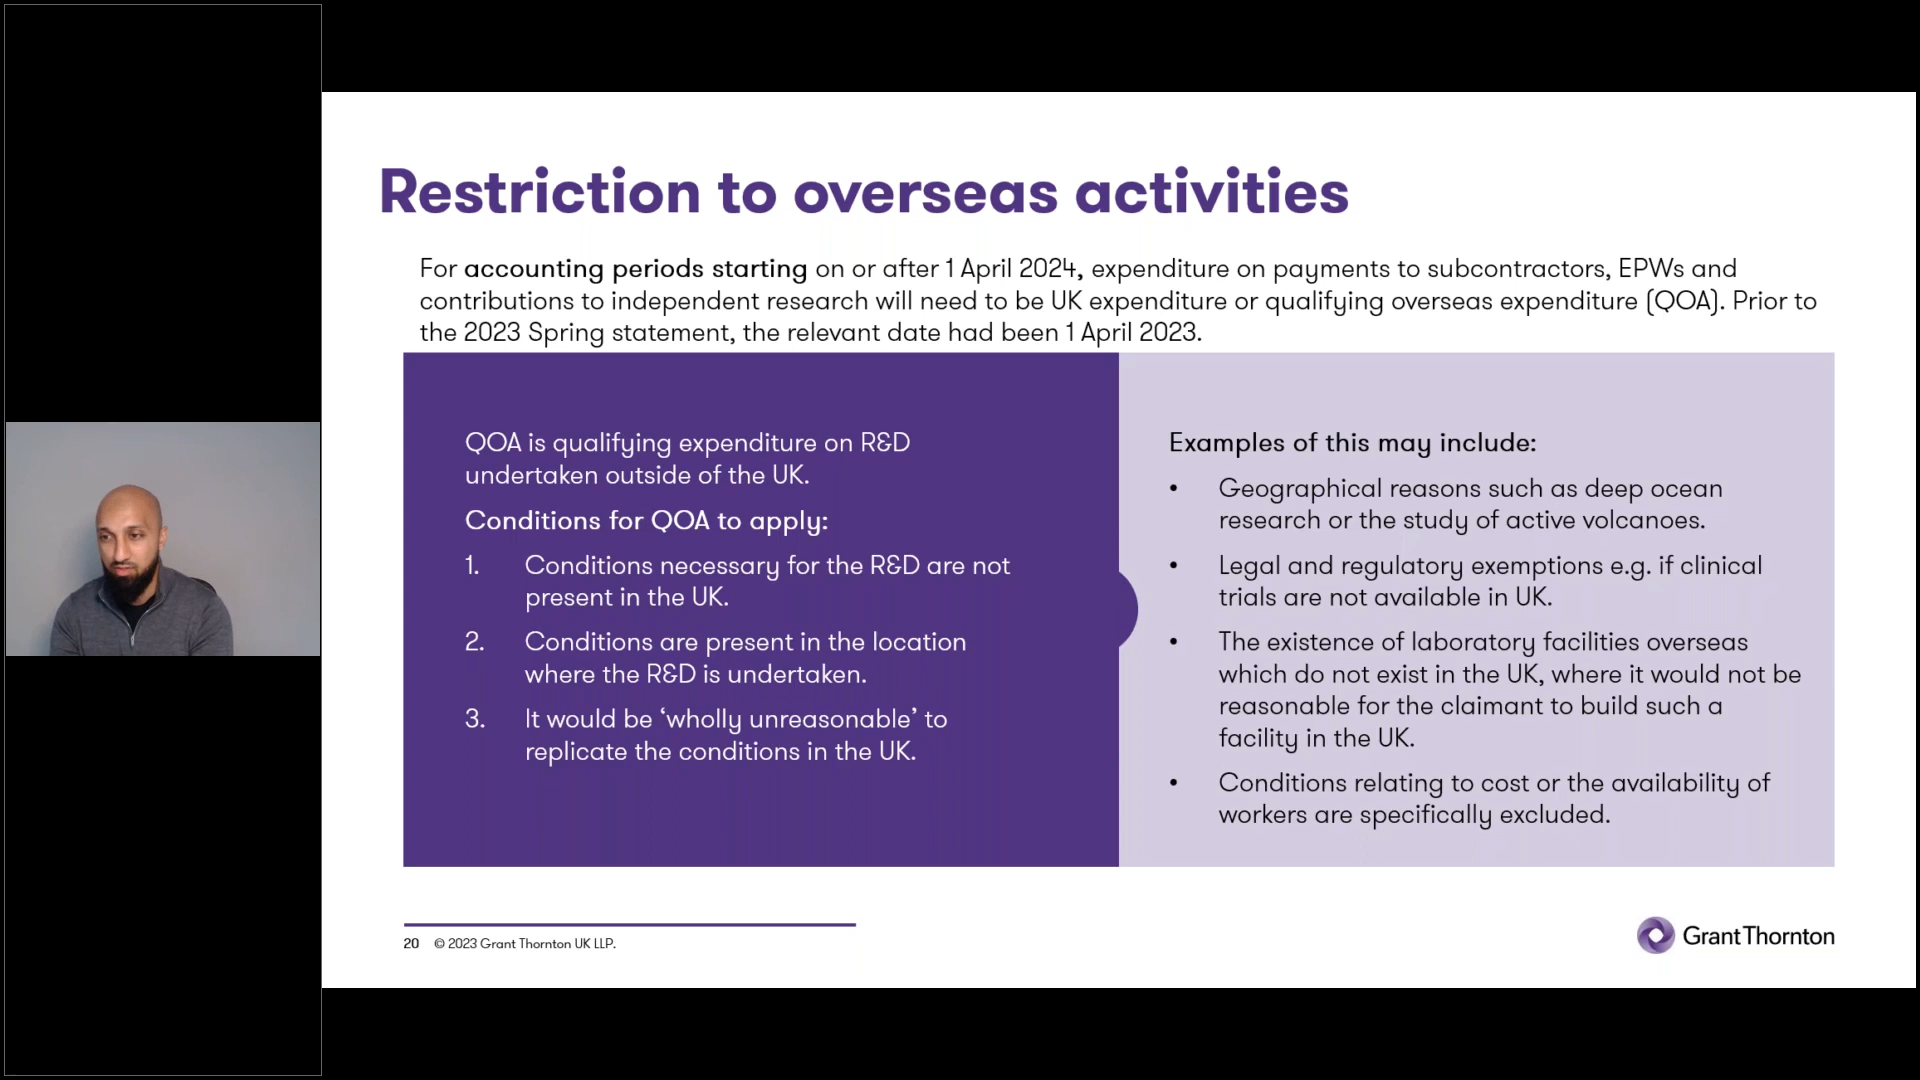 Restriction to overseas activities
For accounting periods starting on or after 1 April 2024, expenditure on payments to subcontractors, EPWs and
contributions to independent research will need to be UK expenditure or qualifying overseas expenditure (QOA). Prior to
the 2023 Spring statement, the relevant date had been 1 April 2023.
QOA is qualifying expenditure on R&D
undertaken outside of the UK.
Conditions for QOA to apply:
1. Conditions necessary for the R&D are not
present in the UK.
2. Conditions are present in the location
where the R&D is undertaken.
3. It would be ‘wholly unreasonable’ to
replicate the conditions in the UK.
Examples of this may include:
• Geographical reasons such as deep ocean
research or the study of active volcanoes.
• Legal and regulatory exemptions e.g. if clinical
trials are not available in UK.
• The existence of laboratory facilities overseas
which do not exist in the UK, where it would not be
reasonable for the claimant to build such a
facility in the UK.
• Conditions relating to cost or the availability of
workers are specifically excluded.
20 © 2023 Grant Thornton UK LLP.
GrantThornton